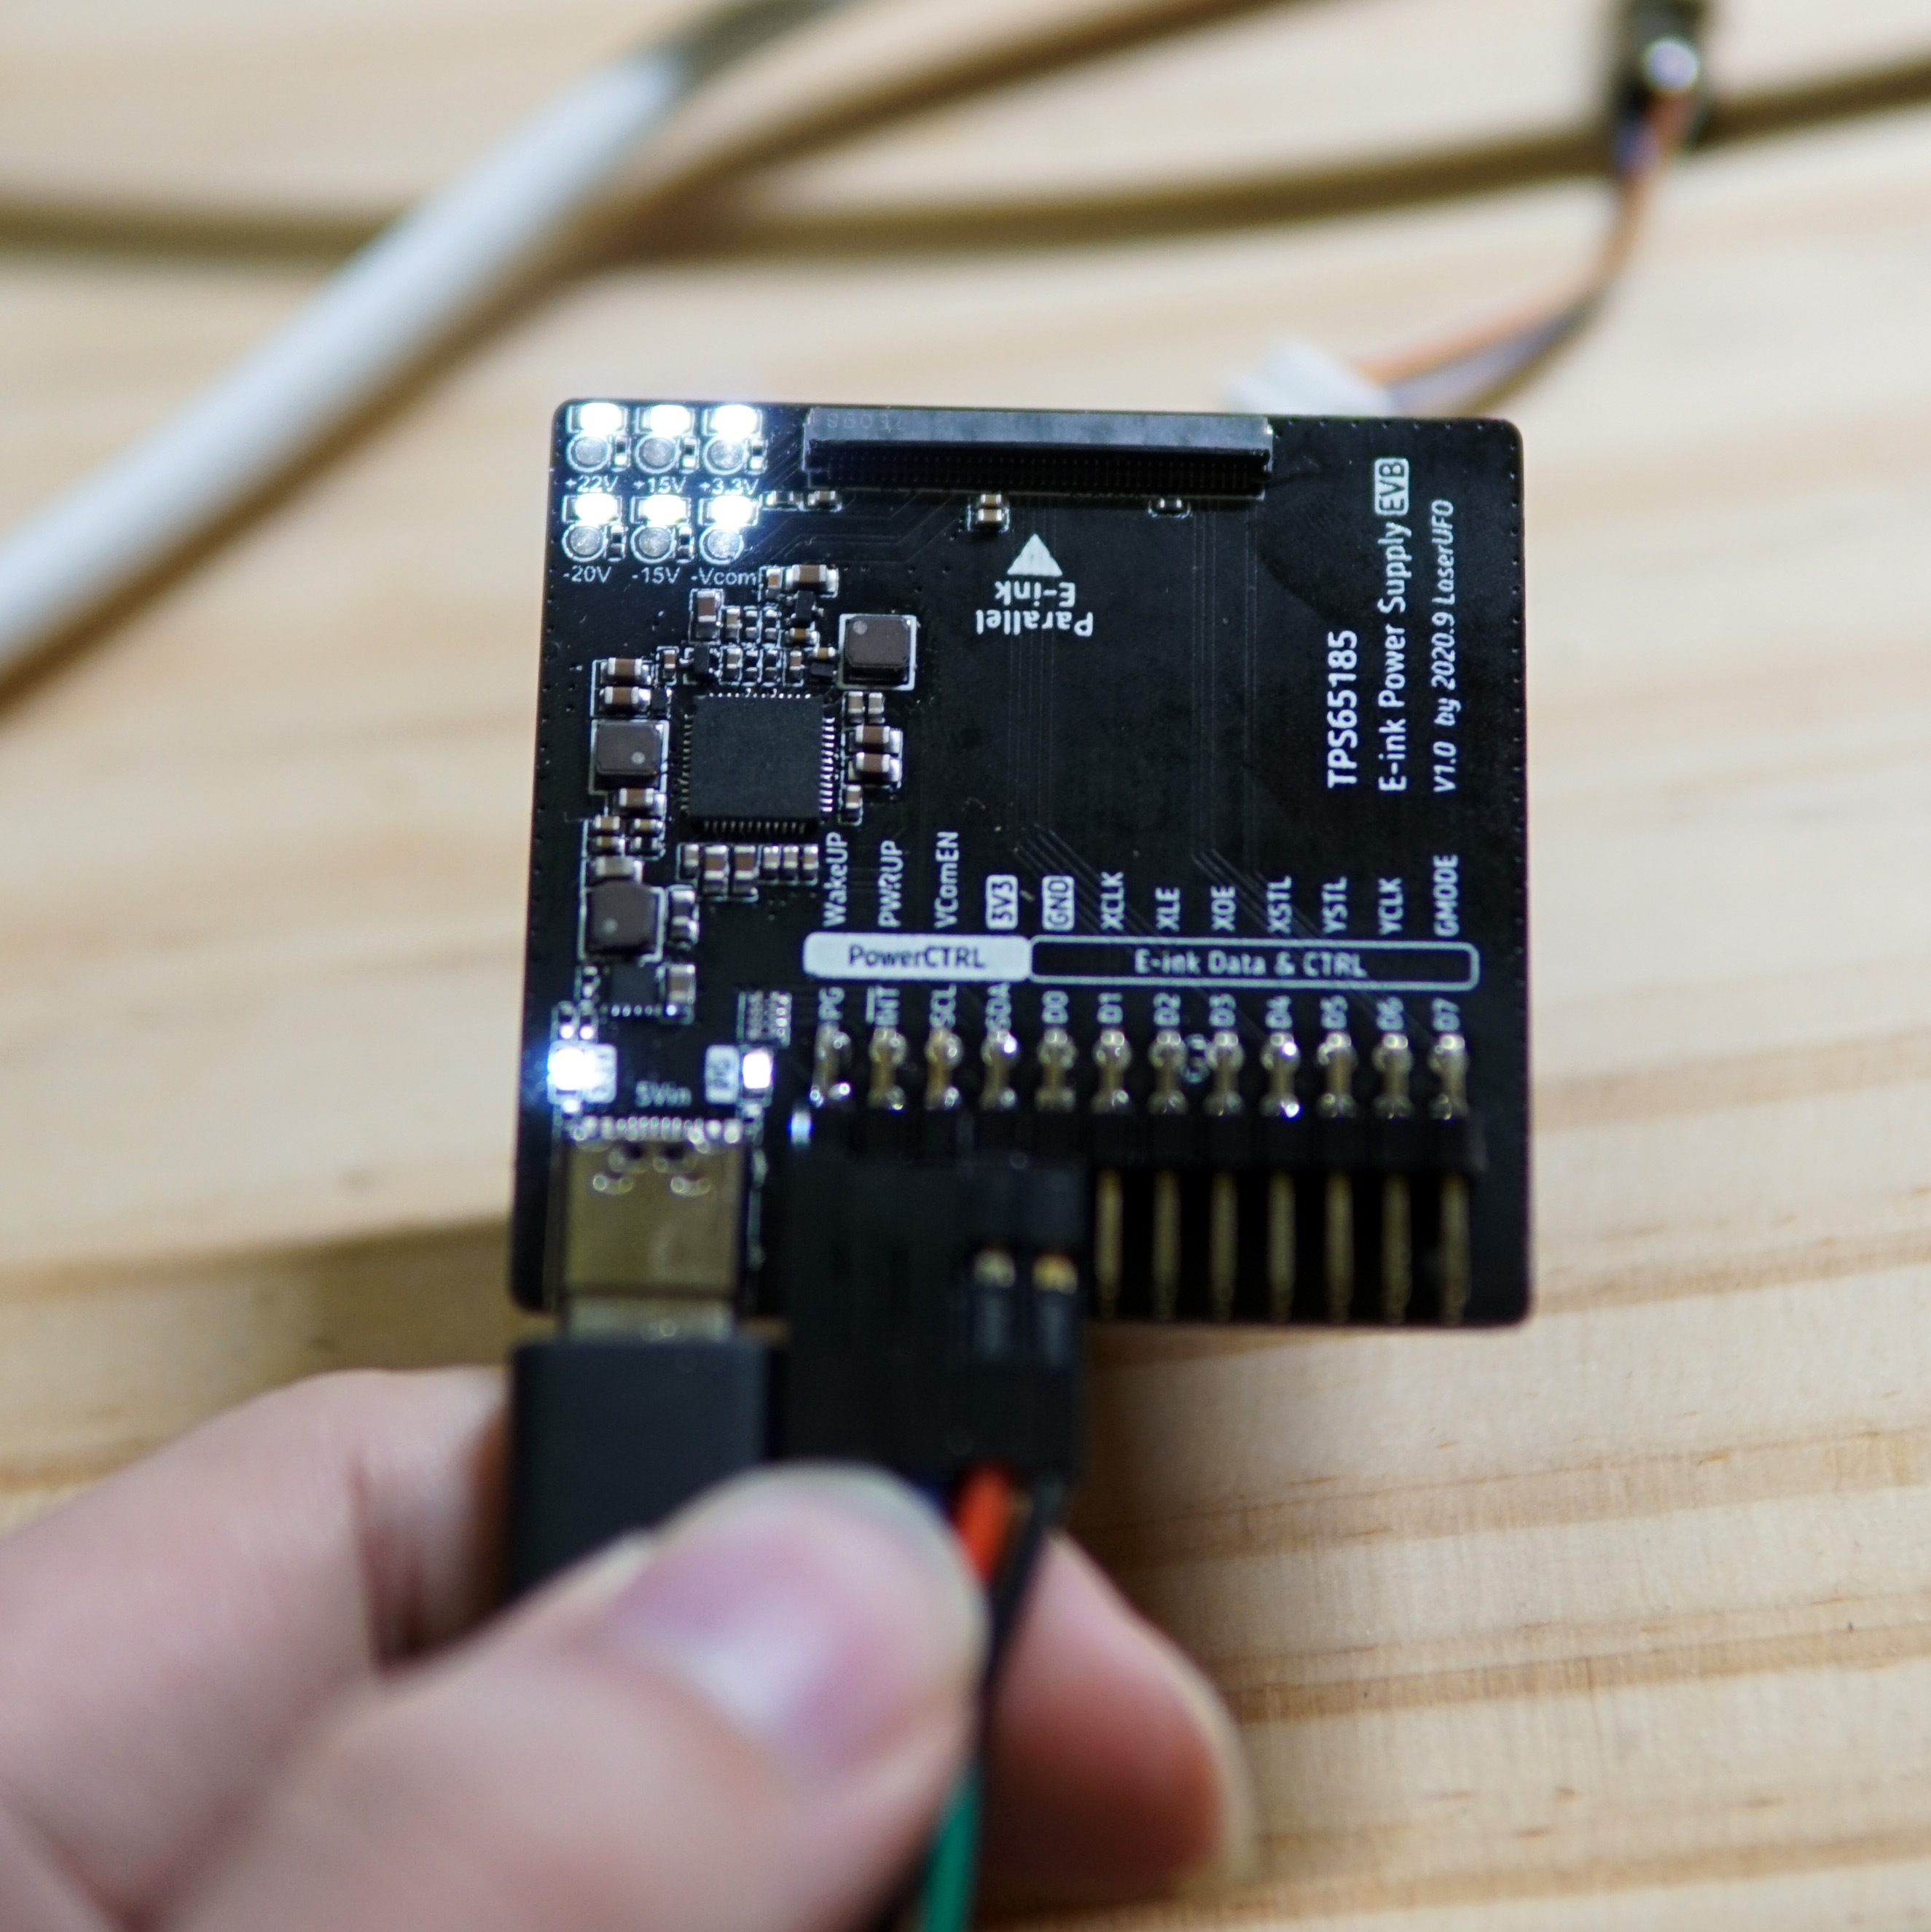 +22V +15V +3.3V
-20V -15V -Vcom
Parallel
E-ink
TPS65185
E-ink Power Supply EVB
V1.0 by 2020.9 LaserUFO
WakeUP PWRUP VComEN 3V3 GND XCLK XLE XOE XSTL YSTL YCLK GMODE
PowerCTRL E-ink Data & CTRL
PG INT SCL SDA D0 D1 D2 D3 D4 D5 D6 D7
5Vin PG